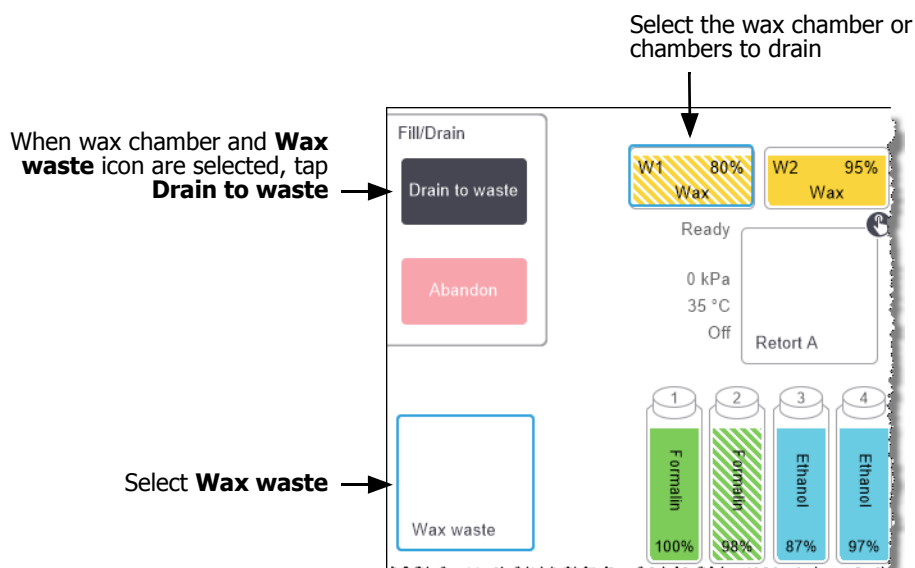 Select the wax chamber or
chambers to drain
When wax chamber and Wax
waste icon are selected, tap
Drain to waste
Fill/Drain
Drain to waste
Abandon
W1 80%
Wax
W2 95%
Wax
Ready
0 kPa
35 °C
Off
Retort A
Select Wax waste
Wax waste
1
Formalin
100%
2
Formalin
98%
3
Ethanol
87%
4
Ethanol
97%